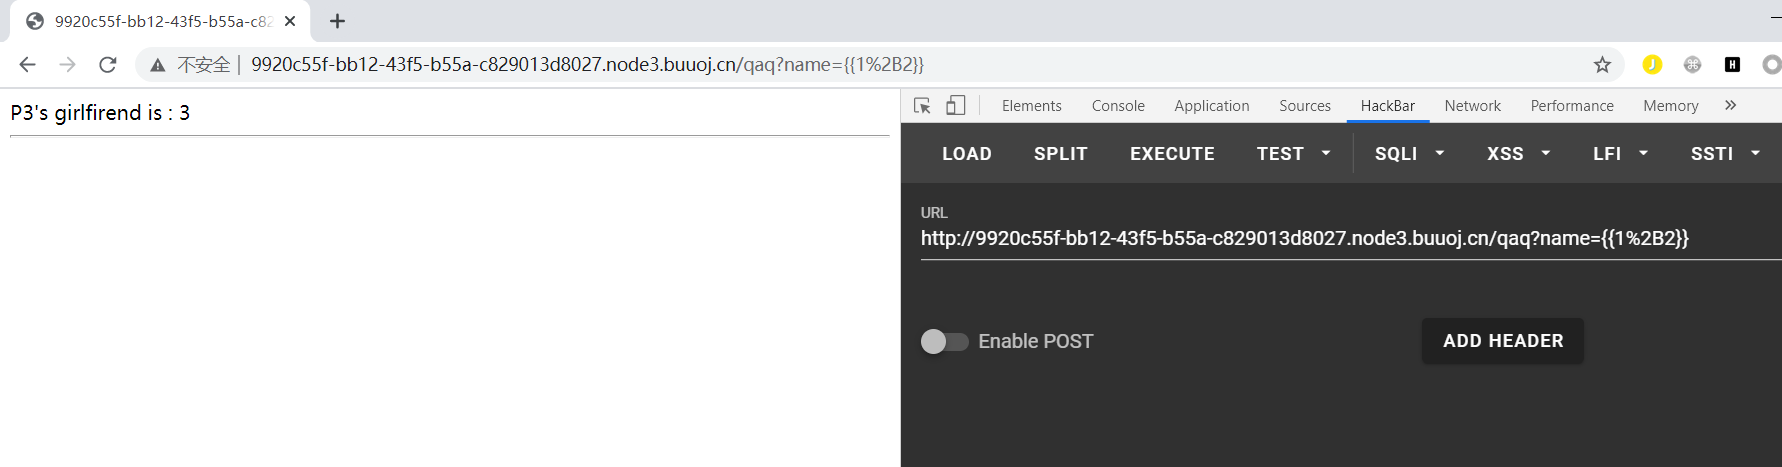 9920c55f-bb12-43f5-b55a-c82
不安全 | 9920c55f-bb12-43f5-b55a-c829013d8027.node3.buuoj.cn/qaq?name={{1%2B2}}
J
H
P3's girlfirend is : 3
Elements Console Application Sources HackBar Network Performance Memory »
LOAD SPLIT EXECUTE TEST SQLI XSS LFI SSTI
URL
http://9920c55f-bb12-43f5-b55a-c829013d8027.node3.buuoj.cn/qaq?name={{1%2B2}}
Enable POST ADD HEADER